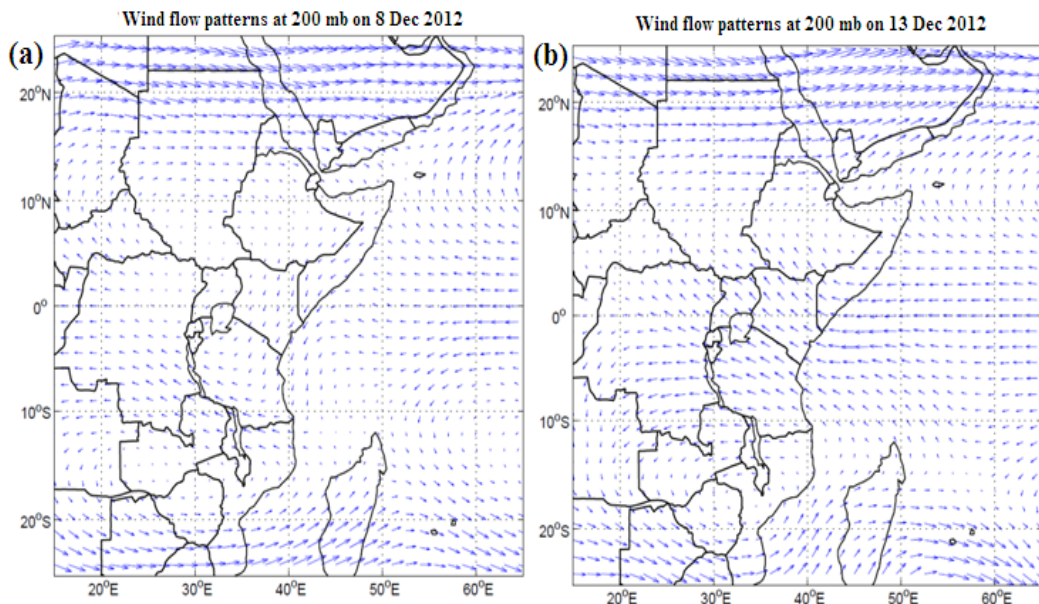 Wind flow patterns at 200 mb on 8 Dec 2012
(a)
20°N
10°N
0°
10°S
20°S
20°E 30°E 40°E 50°E 60°E
Wind flow patterns at 200 mb on 13 Dec 2012
(b)
20°N
10°N
0°
10°S
20°S
20°E 30°E 40°E 50°E 60°E